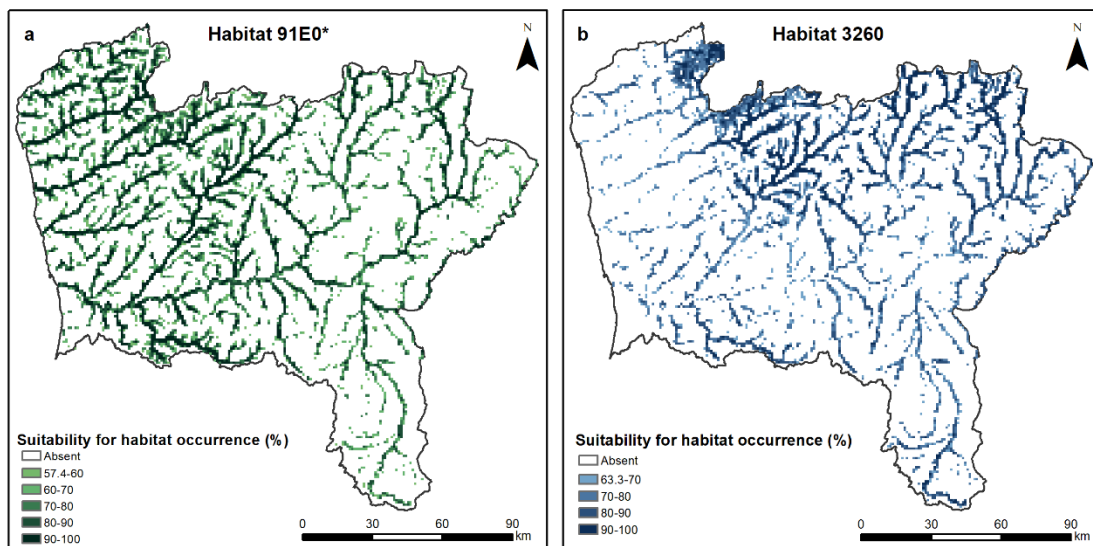 a
Habitat 91E0*
N
Suitability for habitat occurrence (%)
Absent
57.4-60
60-70
70-80
80-90
90-100
0 30 60 90
km
b
Habitat 3260
N
Suitability for habitat occurrence (%)
Absent
63.3-70
70-80
80-90
90-100
0 30 60 90
km